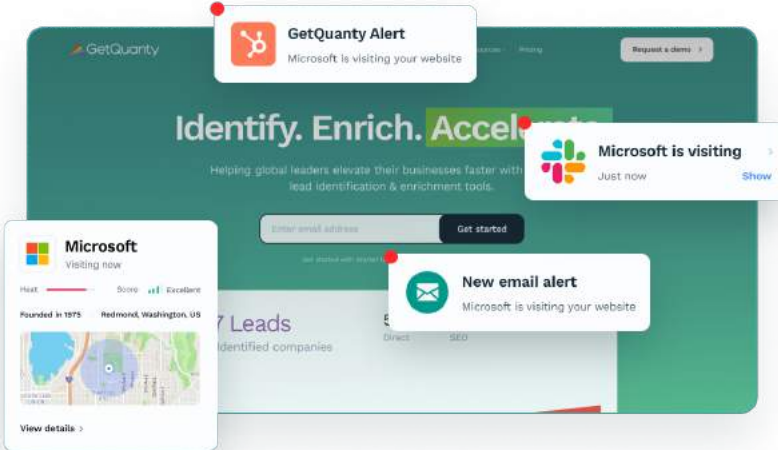 GetQuanty
Pricing
Request a demo
GetQuanty Alert
Microsoft is visiting your website
Identify. Enrich.
Helping global leaders elevate their businesses faster with
lead identification & enrichment tools.
Enter email address
Get started
Microsoft is visiting
Just now
Show
Microsoft
Visiting now
Heat
Score
Excellent
Founded in 1975
Redmond, Washington, US
View details
New email alert
Microsoft is visiting your website
7 Leads
Identified companies
Direct
SEO